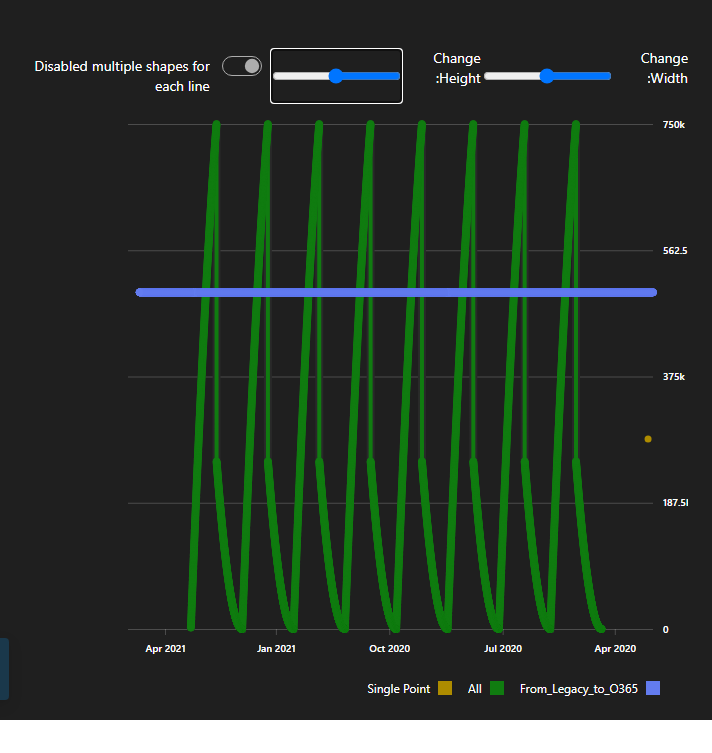 Disabled multiple shapes for
each line
Change
:Height
Change
:Width
750k
562.5
375k
187.5l
0
Apr 2021
Jan 2021
Oct 2020
Jul 2020
Apr 2020
Single Point
All
From_Legacy_to_O365